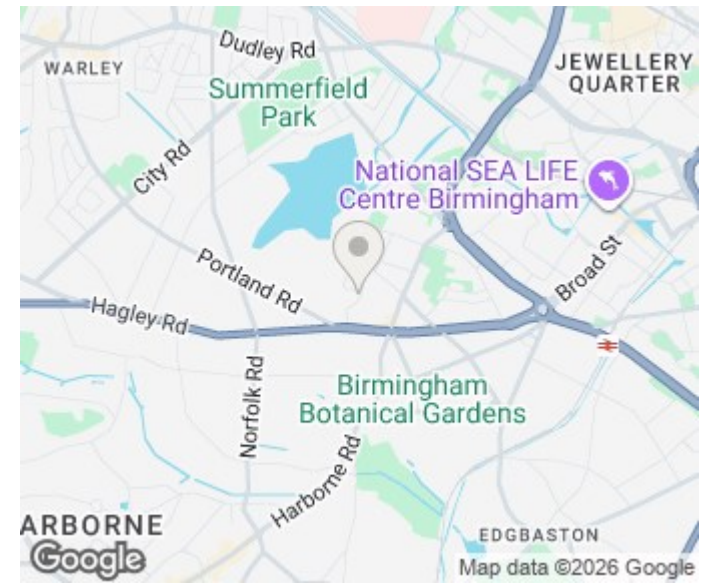 Dudley Rd
WARLEY
JEWELLERY
QUARTER
Summerfield
Park
City Rd
National SEA LIFE
Centre Birmingham
Broad St
Portland Rd
Hagley Rd
Norfolk Rd
Birmingham
Botanical Gardens
Harborne Rd
ARBORNE
EDGBASTON
Google
Map data ©2026 Google